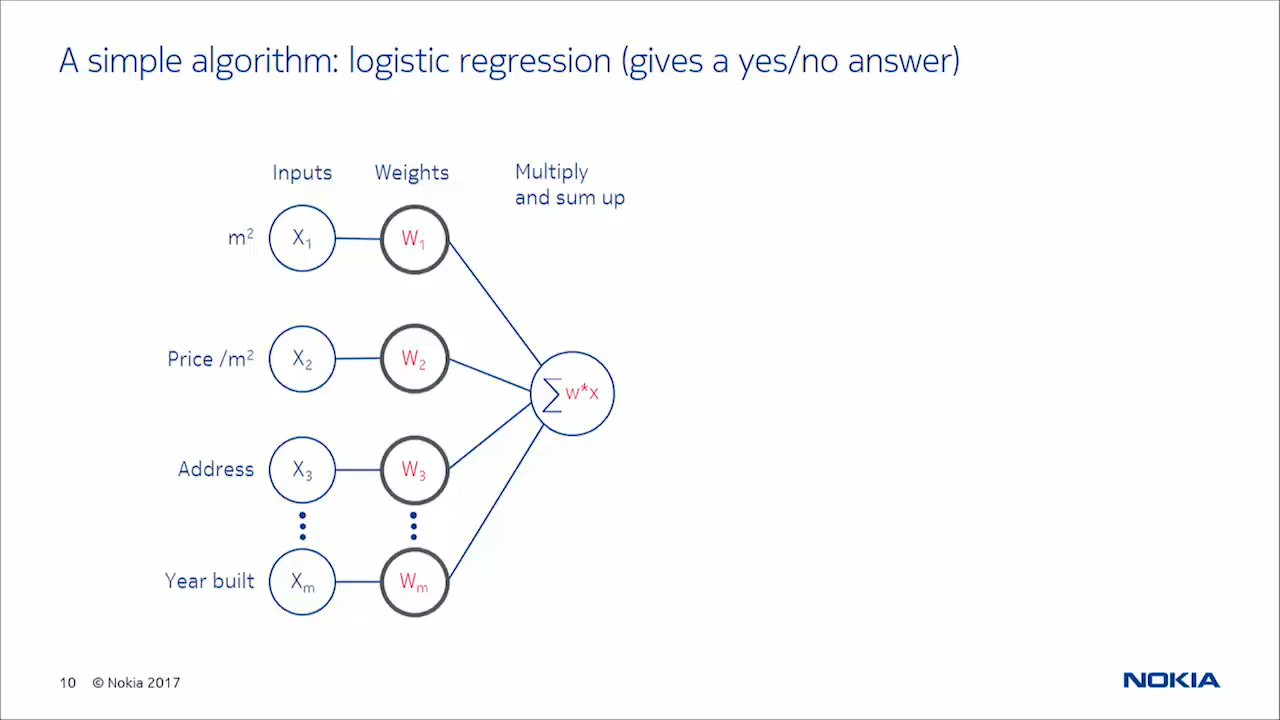 A simple algorithm: logistic regression (gives a yes/no answer)
Inputs Weights Multiply
and sum up
m² X₁ W₁
Price /m² X₂ W₂
∑ w*x
Address X₃ W₃
Year built Xₘ Wₘ
10 © Nokia 2017
NOKIA